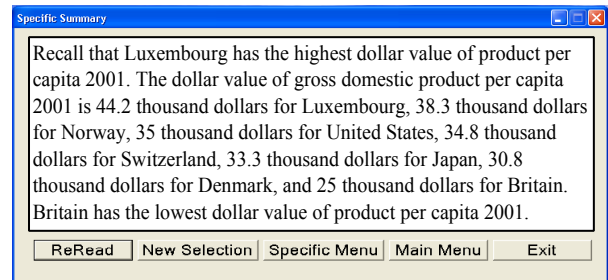 Specific Summary
Recall that Luxembourg has the highest dollar value of product per
capita 2001. The dollar value of gross domestic product per capita
2001 is 44.2 thousand dollars for Luxembourg, 38.3 thousand dollars
for Norway, 35 thousand dollars for United States, 34.8 thousand
dollars for Switzerland, 33.3 thousand dollars for Japan, 30.8
thousand dollars for Denmark, and 25 thousand dollars for Britain.
Britain has the lowest dollar value of product per capita 2001.
ReRead New Selection Specific Menu Main Menu Exit